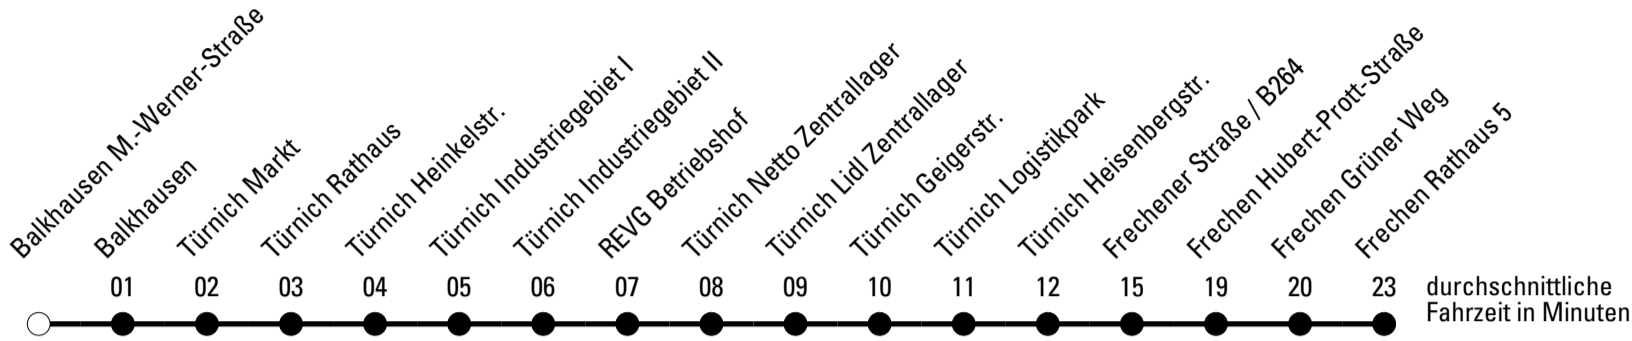 Balkhausen M.-Werner-Straße
Balkhausen
Türnich Markt
Türnich Rathaus
Türnich Heinkelstr.
Türnich Industriegebiet I
Türnich Industriegebiet II
REVG Betriebshof
Türnich Netto Zentrallager
Türnich Lidl Zentrallager
Türnich Geigerstr.
Türnich Logistikpark
Türnich Heisenbergstr.
Frechener Straße / B264
Frechen Hubert-Prott-Straße
Frechen Grüner Weg
Frechen Rathaus 5
01 02 03 04 05 06 07 08 09 10 11 12 15 19 20 23
durchschnittliche
Fahrzeit in Minuten